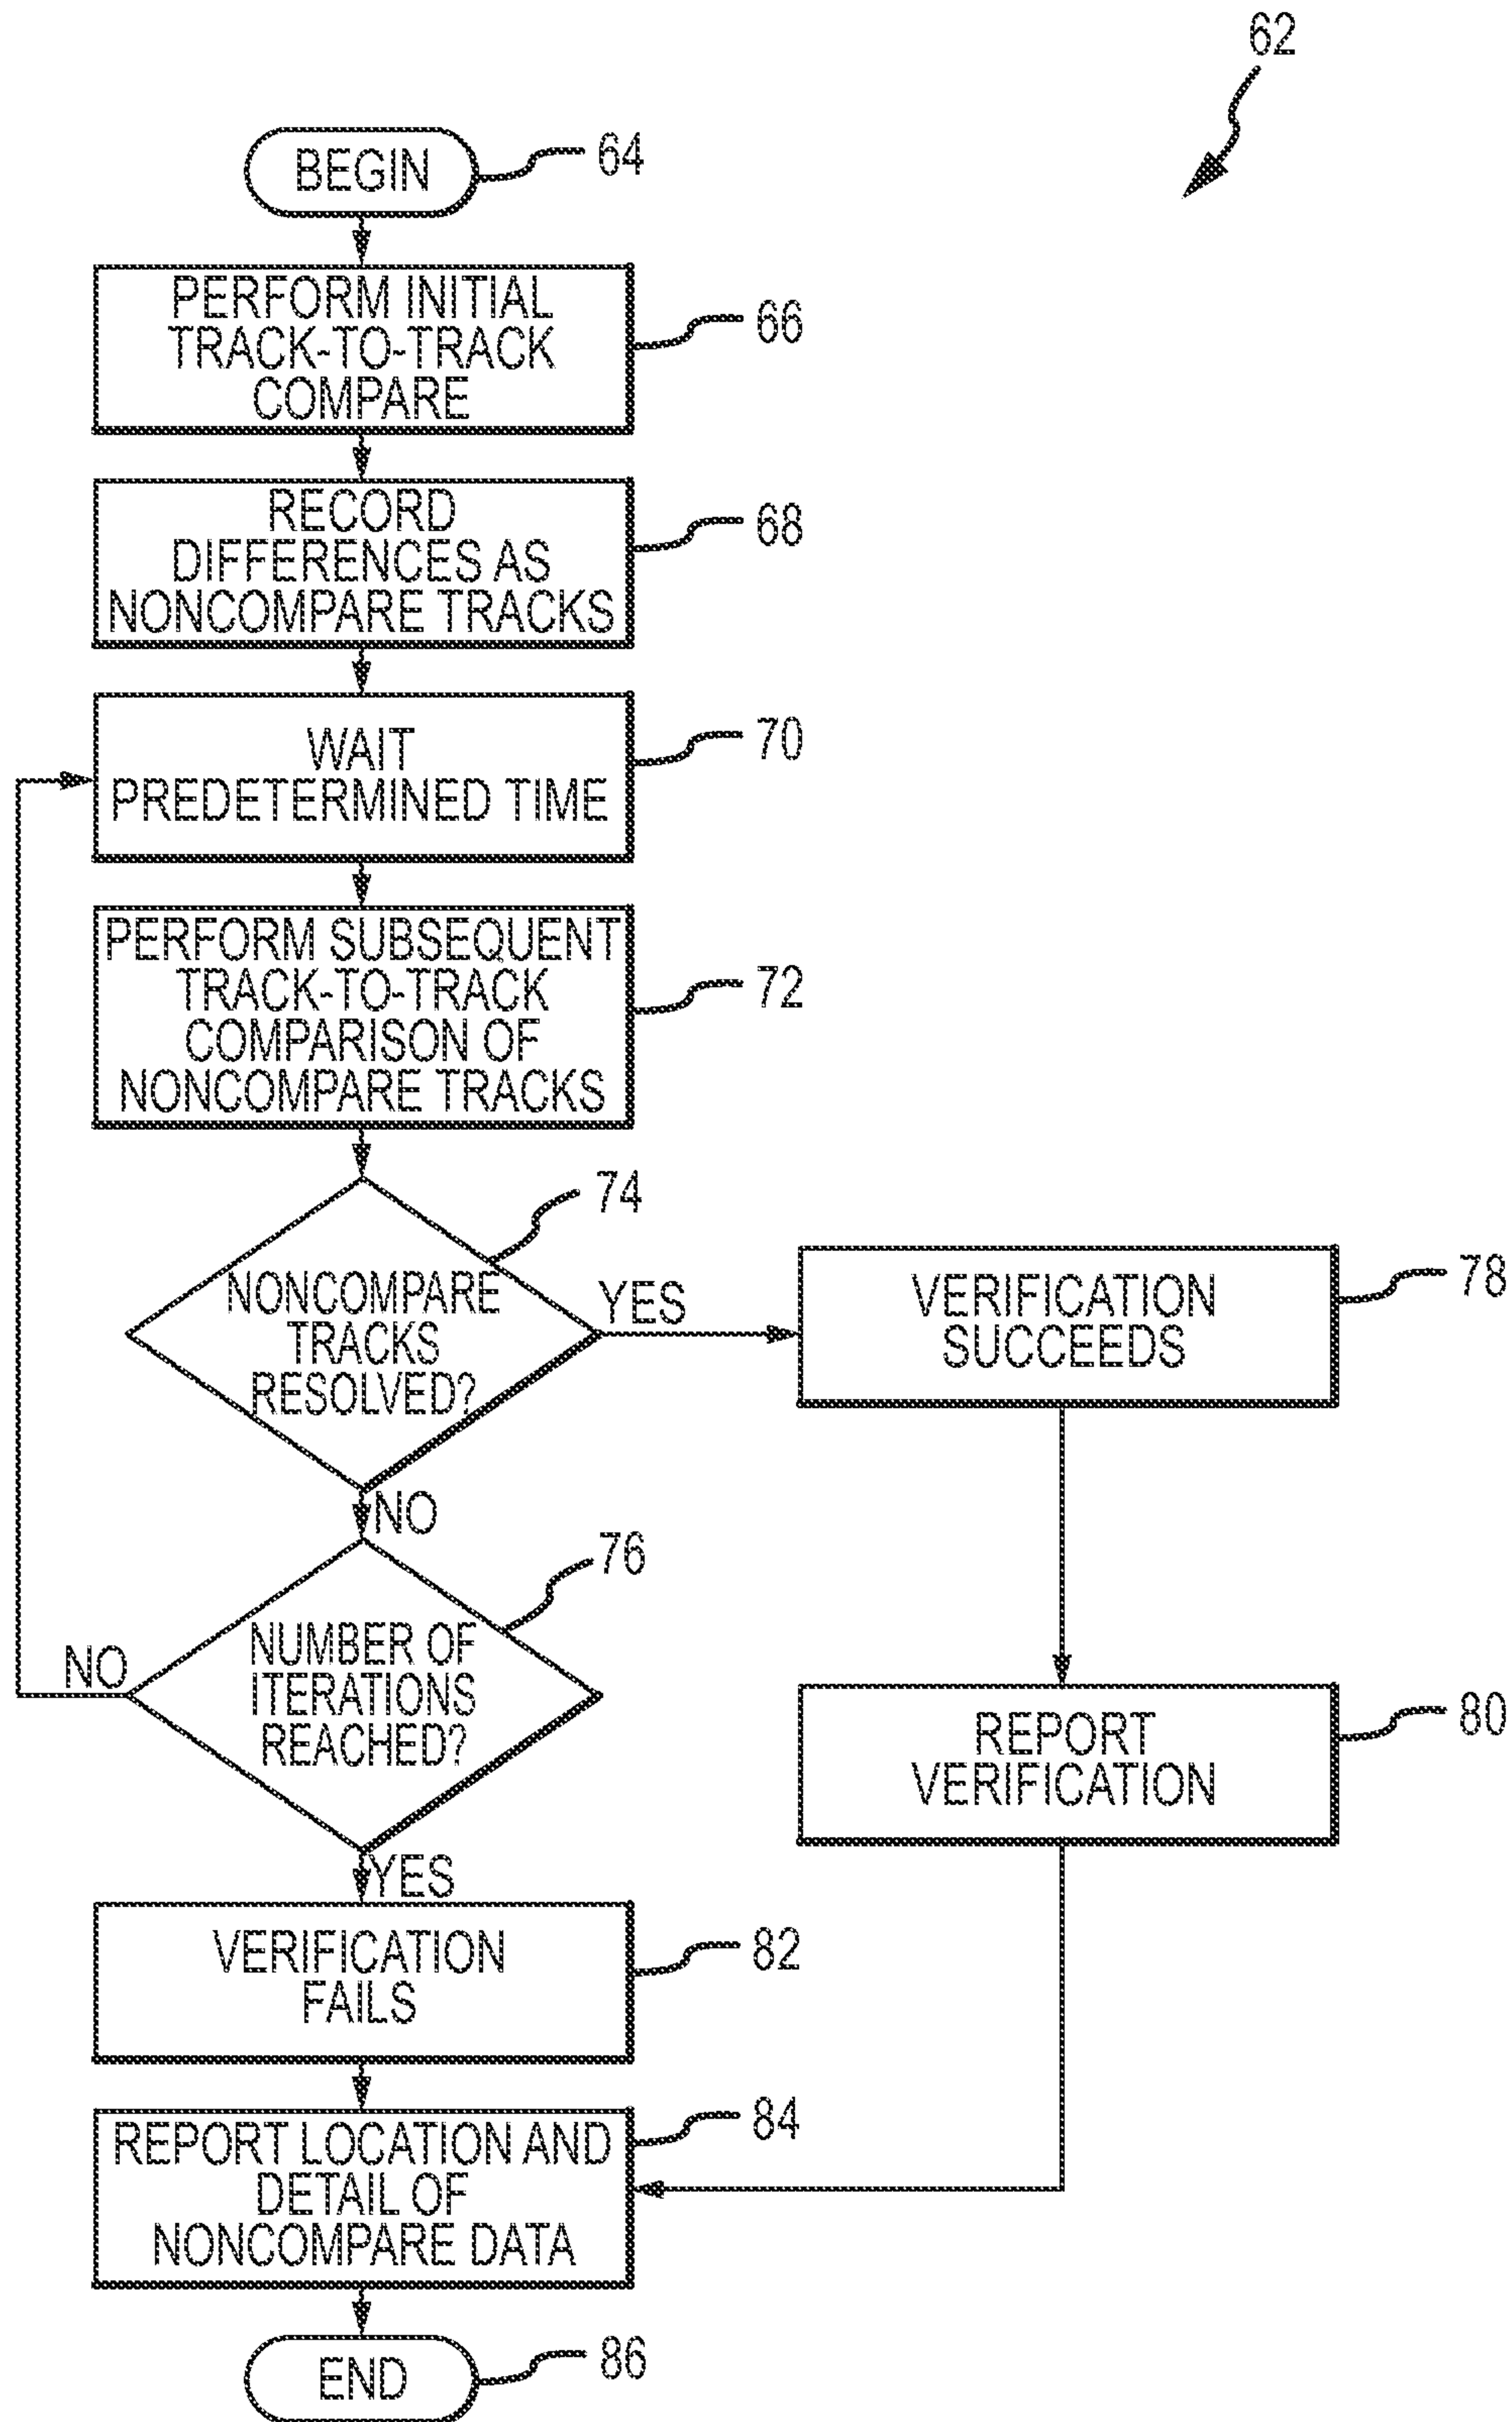 62
BEGIN
64
PERFORM INITIAL
TRACK-TO-TRACK
COMPARE
66
RECORD
DIFFERENCES AS
NONCOMPARE TRACKS
68
WAIT
PREDETERMINED TIME
70
PERFORM SUBSEQUENT
TRACK-TO-TRACK
COMPARISON OF
NONCOMPARE TRACKS
72
NONCOMPARE
TRACKS
RESOLVED?
74
YES
VERIFICATION
SUCCEEDS
78
NO
NUMBER OF
ITERATIONS
REACHED?
76
NO
REPORT
VERIFICATION
80
YES
VERIFICATION
FAILS
82
REPORT LOCATION AND
DETAIL OF
NONCOMPARE DATA
84
END
86